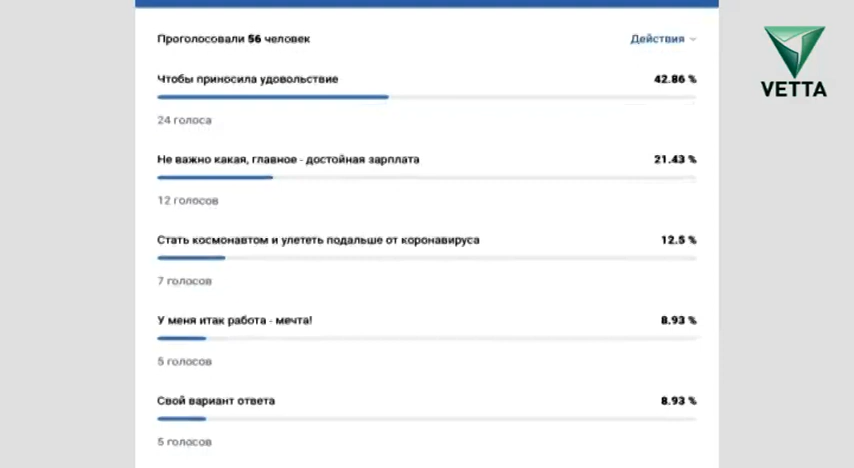 Проголосовали 56 человек
Действия
VETTA
Чтобы приносила удовольствие
42.86 %
24 голоса
Не важно какая, главное - достойная зарплата
21.43 %
12 голосов
Стать космонавтом и улететь подальше от коронавируса
12.5 %
7 голосов
У меня итак работа - мечта!
8.93 %
5 голосов
Свой вариант ответа
8.93 %
5 голосов